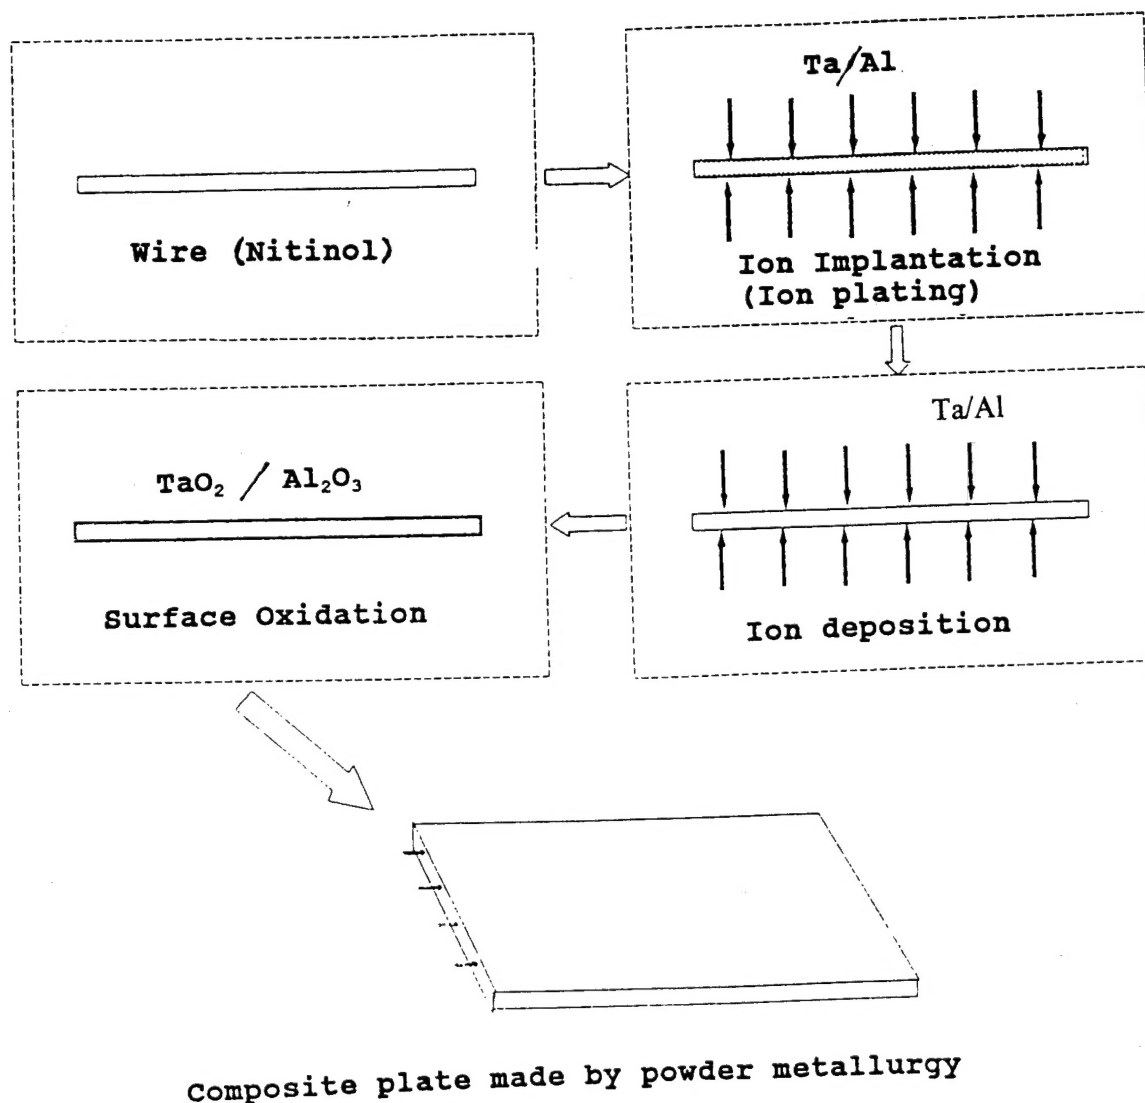 Wire (Nitinol)
Ta/Al
Ion Implantation
(Ion plating)
Ta/Al
Ion deposition
TaO₂ / Al₂O₃
Surface Oxidation
Composite plate made by powder metallurgy